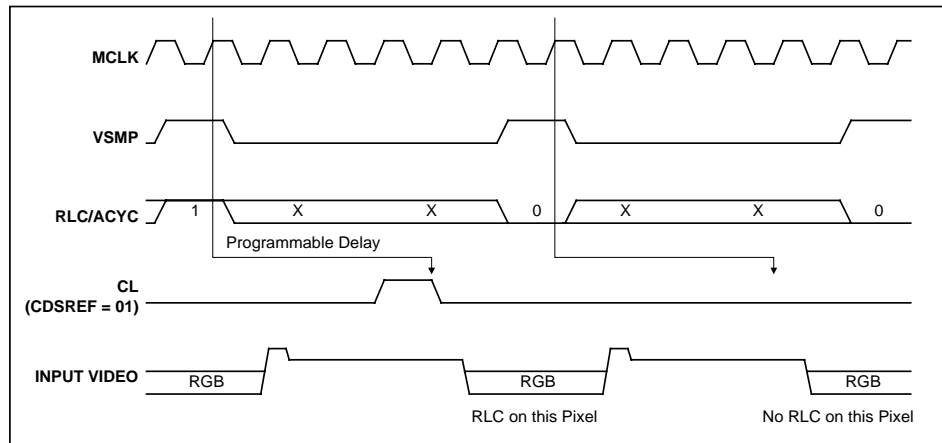 MCLK
VSMP
RLC/ACYC
1 X X 0 X X 0
Programmable Delay
CL
(CDSREF = 01)
INPUT VIDEO
RGB RGB RGB
RLC on this Pixel No RLC on this Pixel